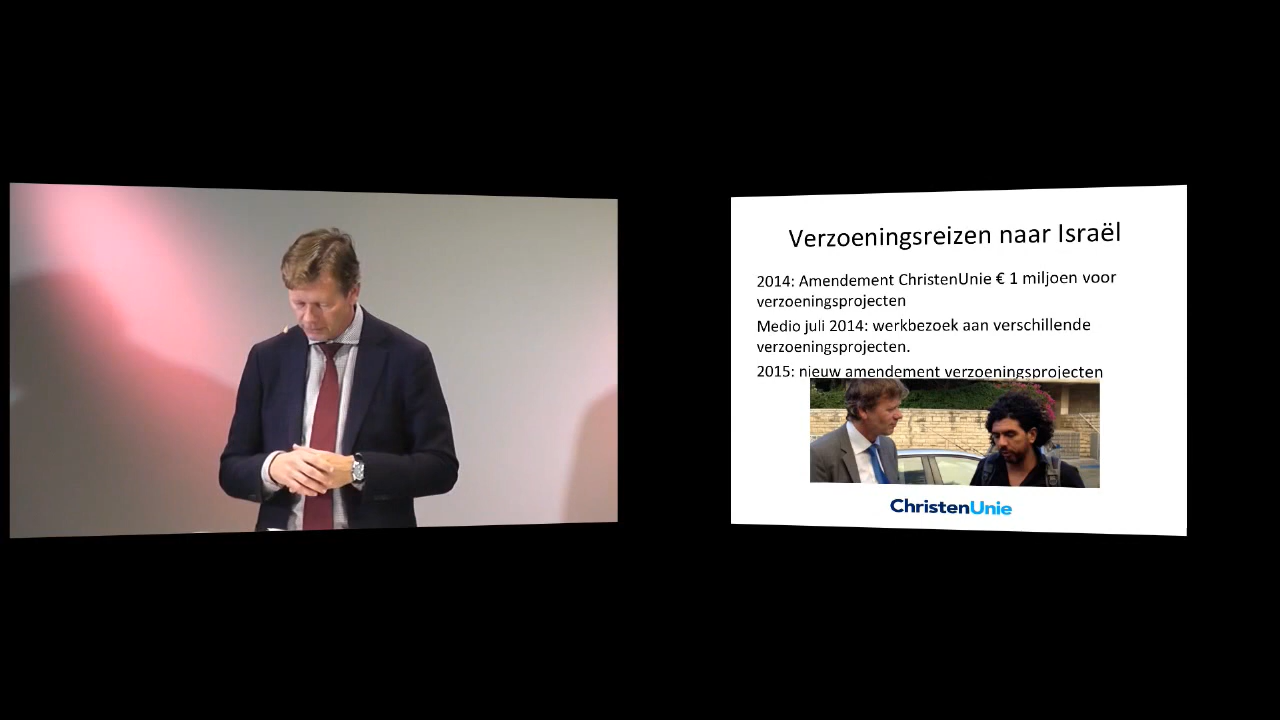 Verzoeningsreizen naar Israël
2014: Amendement ChristenUnie € 1 miljoen voor
verzoeningsprojecten
Medio juli 2014: werkbezoek aan verschillende
verzoeningsprojecten.
2015: nieuw amendement verzoeningsprojecten
ChristenUnie